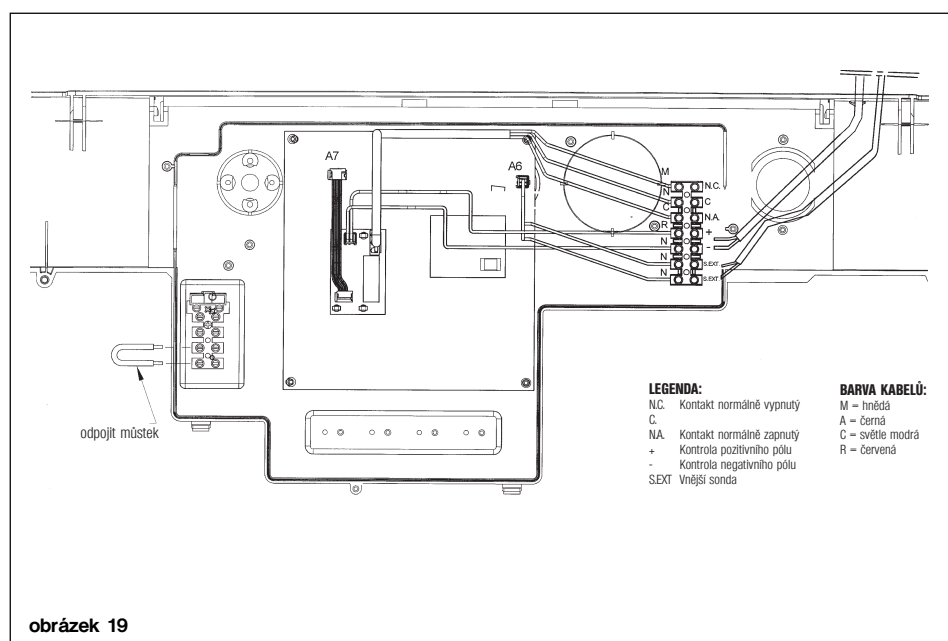 A7
A6
M
N
C
R
N
N
N
N.C.
C
N.A.
+
-
S.EXT
S.EXT
odpojit můstek
LEGENDA:
N.C. Kontakt normálně vypnutý
C.
N.A. Kontakt normálně zapnutý
+ Kontrola pozitivního pólu
- Kontrola negativního pólu
S.EXT Vnější sonda
BARVA KABELŮ:
M = hnědá
A = černá
C = světle modrá
R = červená
obrázek 19